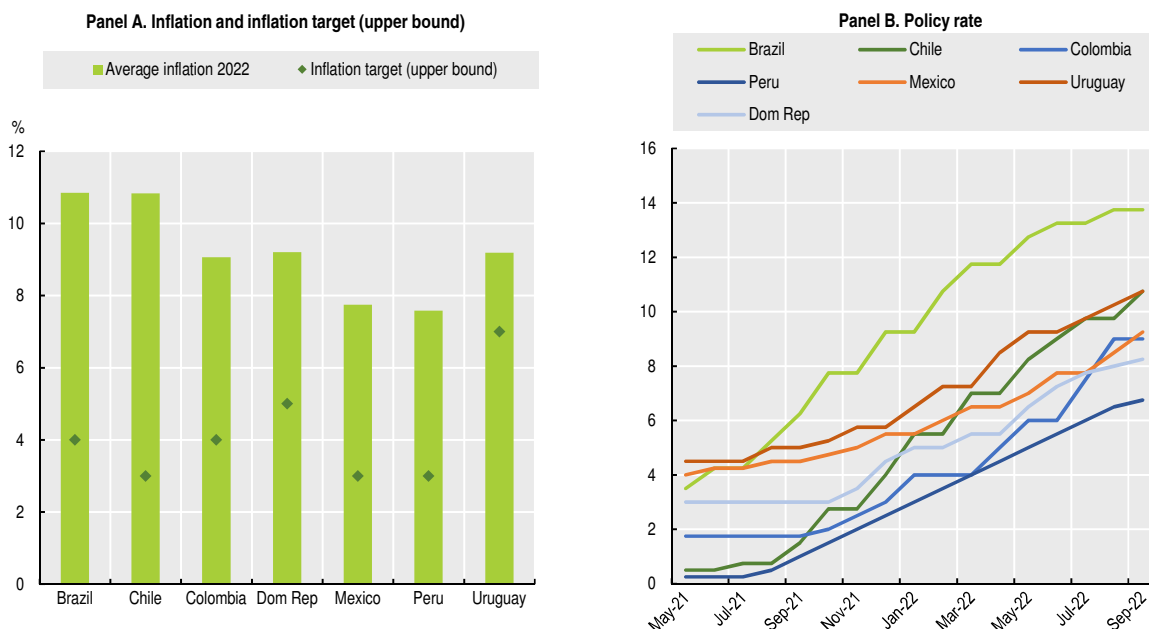 Panel A. Inflation and inflation target (upper bound)
Average inflation 2022 Inflation target (upper bound)
%
12
10
8
6
4
2
0
Brazil Chile Colombia Dom Rep Mexico Peru Uruguay
Panel B. Policy rate
Brazil Chile Colombia
Peru Mexico Uruguay
Dom Rep
16
14
12
10
8
6
4
2
0
May-21 Jul-21 Sep-21 Nov-21 Jan-22 Mar-22 May-22 Jul-22 Sep-22